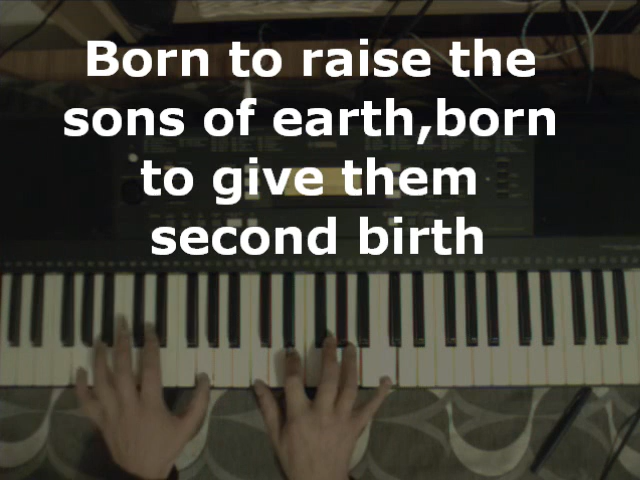 Born to raise the
sons of earth,born
to give them
second birth